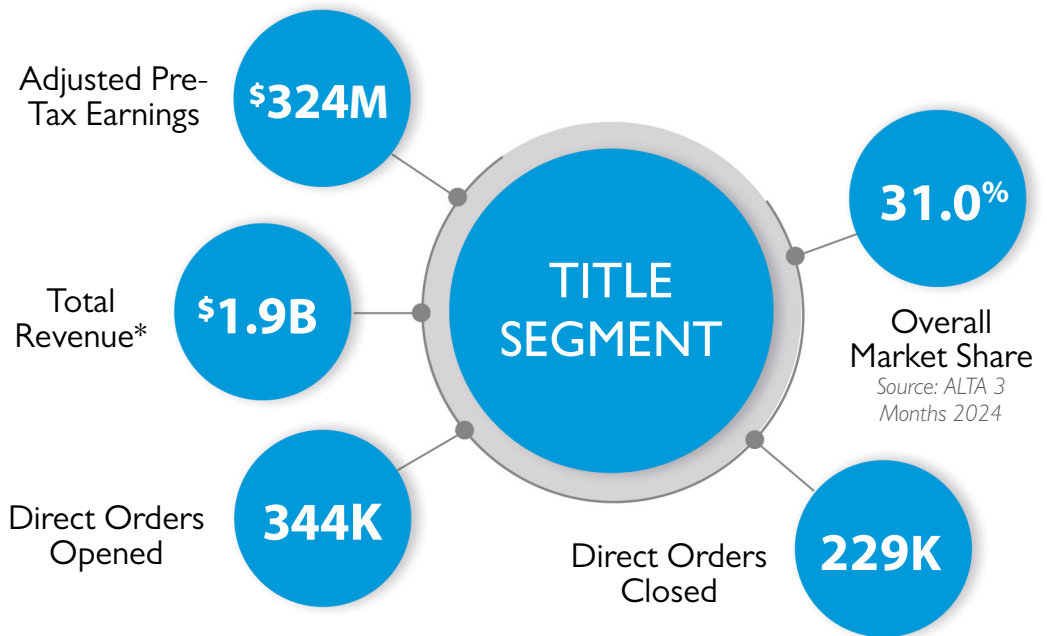 Adjusted Pre-
Tax Earnings
$324M
Total
Revenue*
$1.9B
Direct Orders
Opened
344K
TITLE
SEGMENT
31.0%
Overall
Market Share
Source: ALTA 3
Months 2024
Direct Orders
Closed
229K